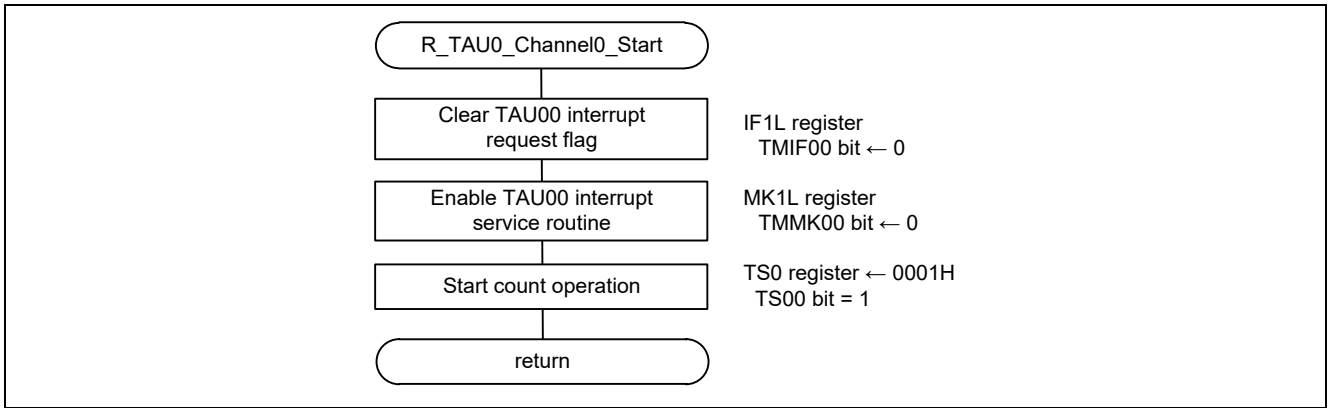 R_TAU0_Channel0_Start
Clear TAU00 interrupt
request flag
IF1L register
TMIF00 bit ← 0
Enable TAU00 interrupt
service routine
MK1L register
TMMK00 bit ← 0
Start count operation
TS0 register ← 0001H
TS00 bit = 1
return